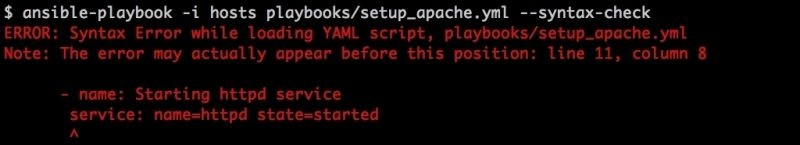 $ ansible-playbook -i hosts playbooks/setup_apache.yml --syntax-check
ERROR: Syntax Error while loading YAML script, playbooks/setup_apache.yml
Note: The error may actually appear before this position: line 11, column 8
- name: Starting httpd service
service: name=httpd state=started
^